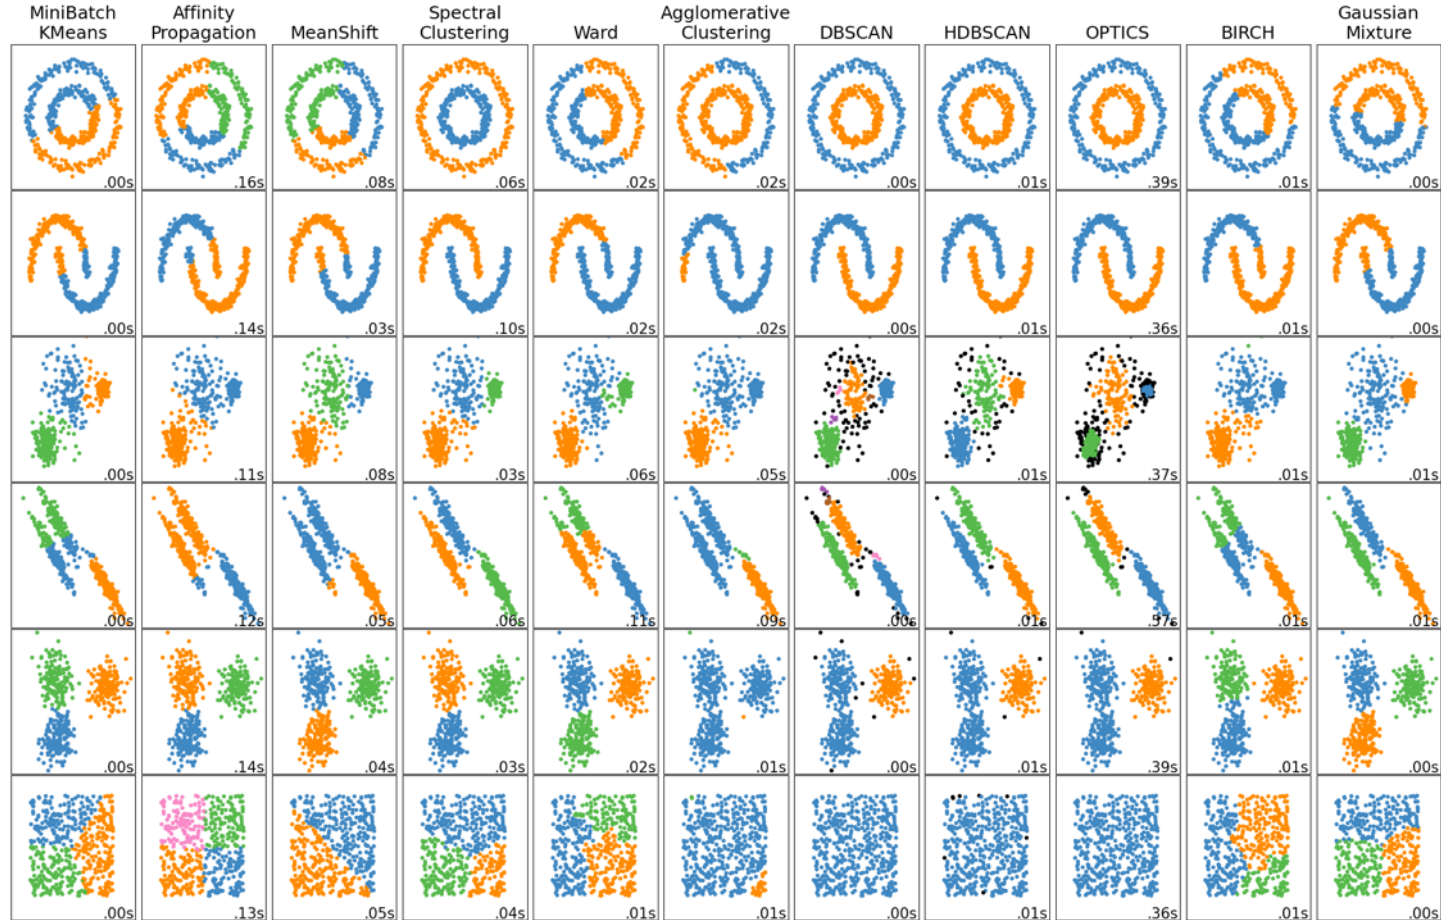 MiniBatch
KMeans
Affinity
Propagation
MeanShift
Spectral
Clustering
Ward
Agglomerative
Clustering
DBSCAN
HDBSCAN
OPTICS
BIRCH
Gaussian
Mixture
.00s .16s .08s .06s .02s .02s .00s .01s .39s .01s .00s
.00s .14s .03s .10s .02s .02s .00s .01s .36s .01s .00s
.00s .11s .08s .03s .06s .05s .00s .01s .37s .01s .01s
.00s .12s .05s .06s .11s .09s .00s .01s .57s .01s .01s
.00s .14s .04s .03s .02s .01s .00s .01s .39s .01s .00s
.00s .13s .05s .04s .01s .01s .00s .01s .36s .01s .00s